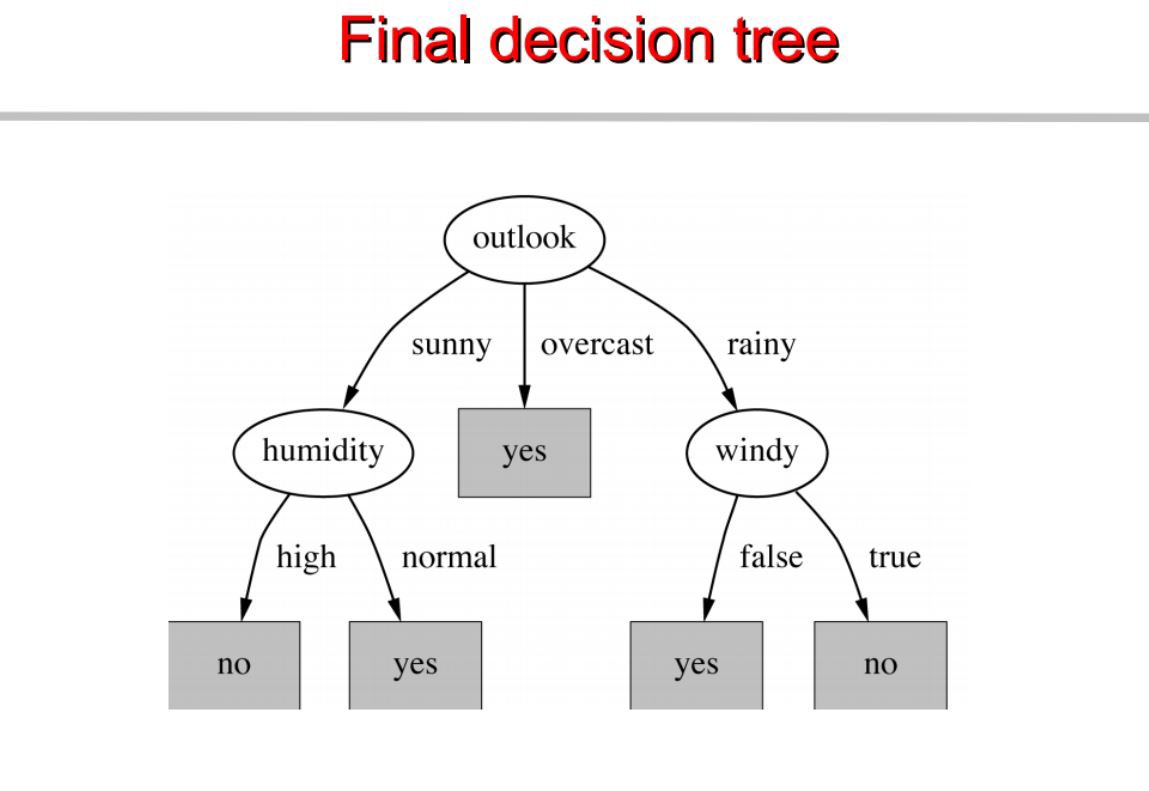 Final decision tree
outlook
sunny
overcast
rainy
humidity
yes
windy
high
normal
false
true
no
yes
yes
no